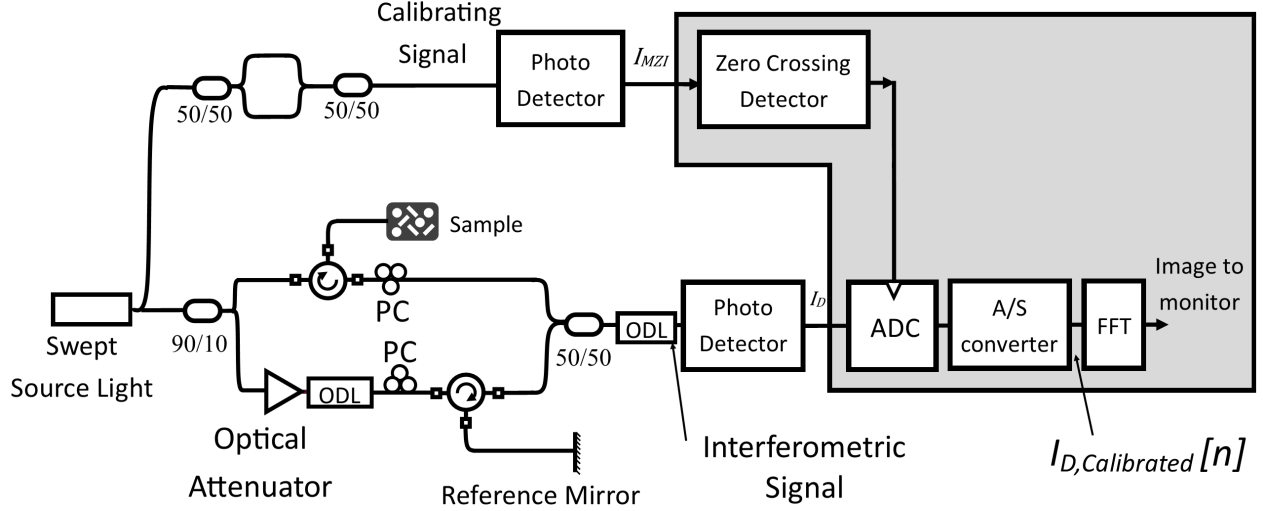 Calibrating
Signal
Photo
Detector
I_MZI
Zero Crossing
Detector
50/50
50/50
Sample
PC
Swept
Source Light
90/10
PC
ODL
50/50
ODL
Photo
Detector
I_D
ADC
A/S
converter
FFT
Image to
monitor
Optical
Attenuator
Reference Mirror
Interferometric
Signal
I_D,Calibrated [n]